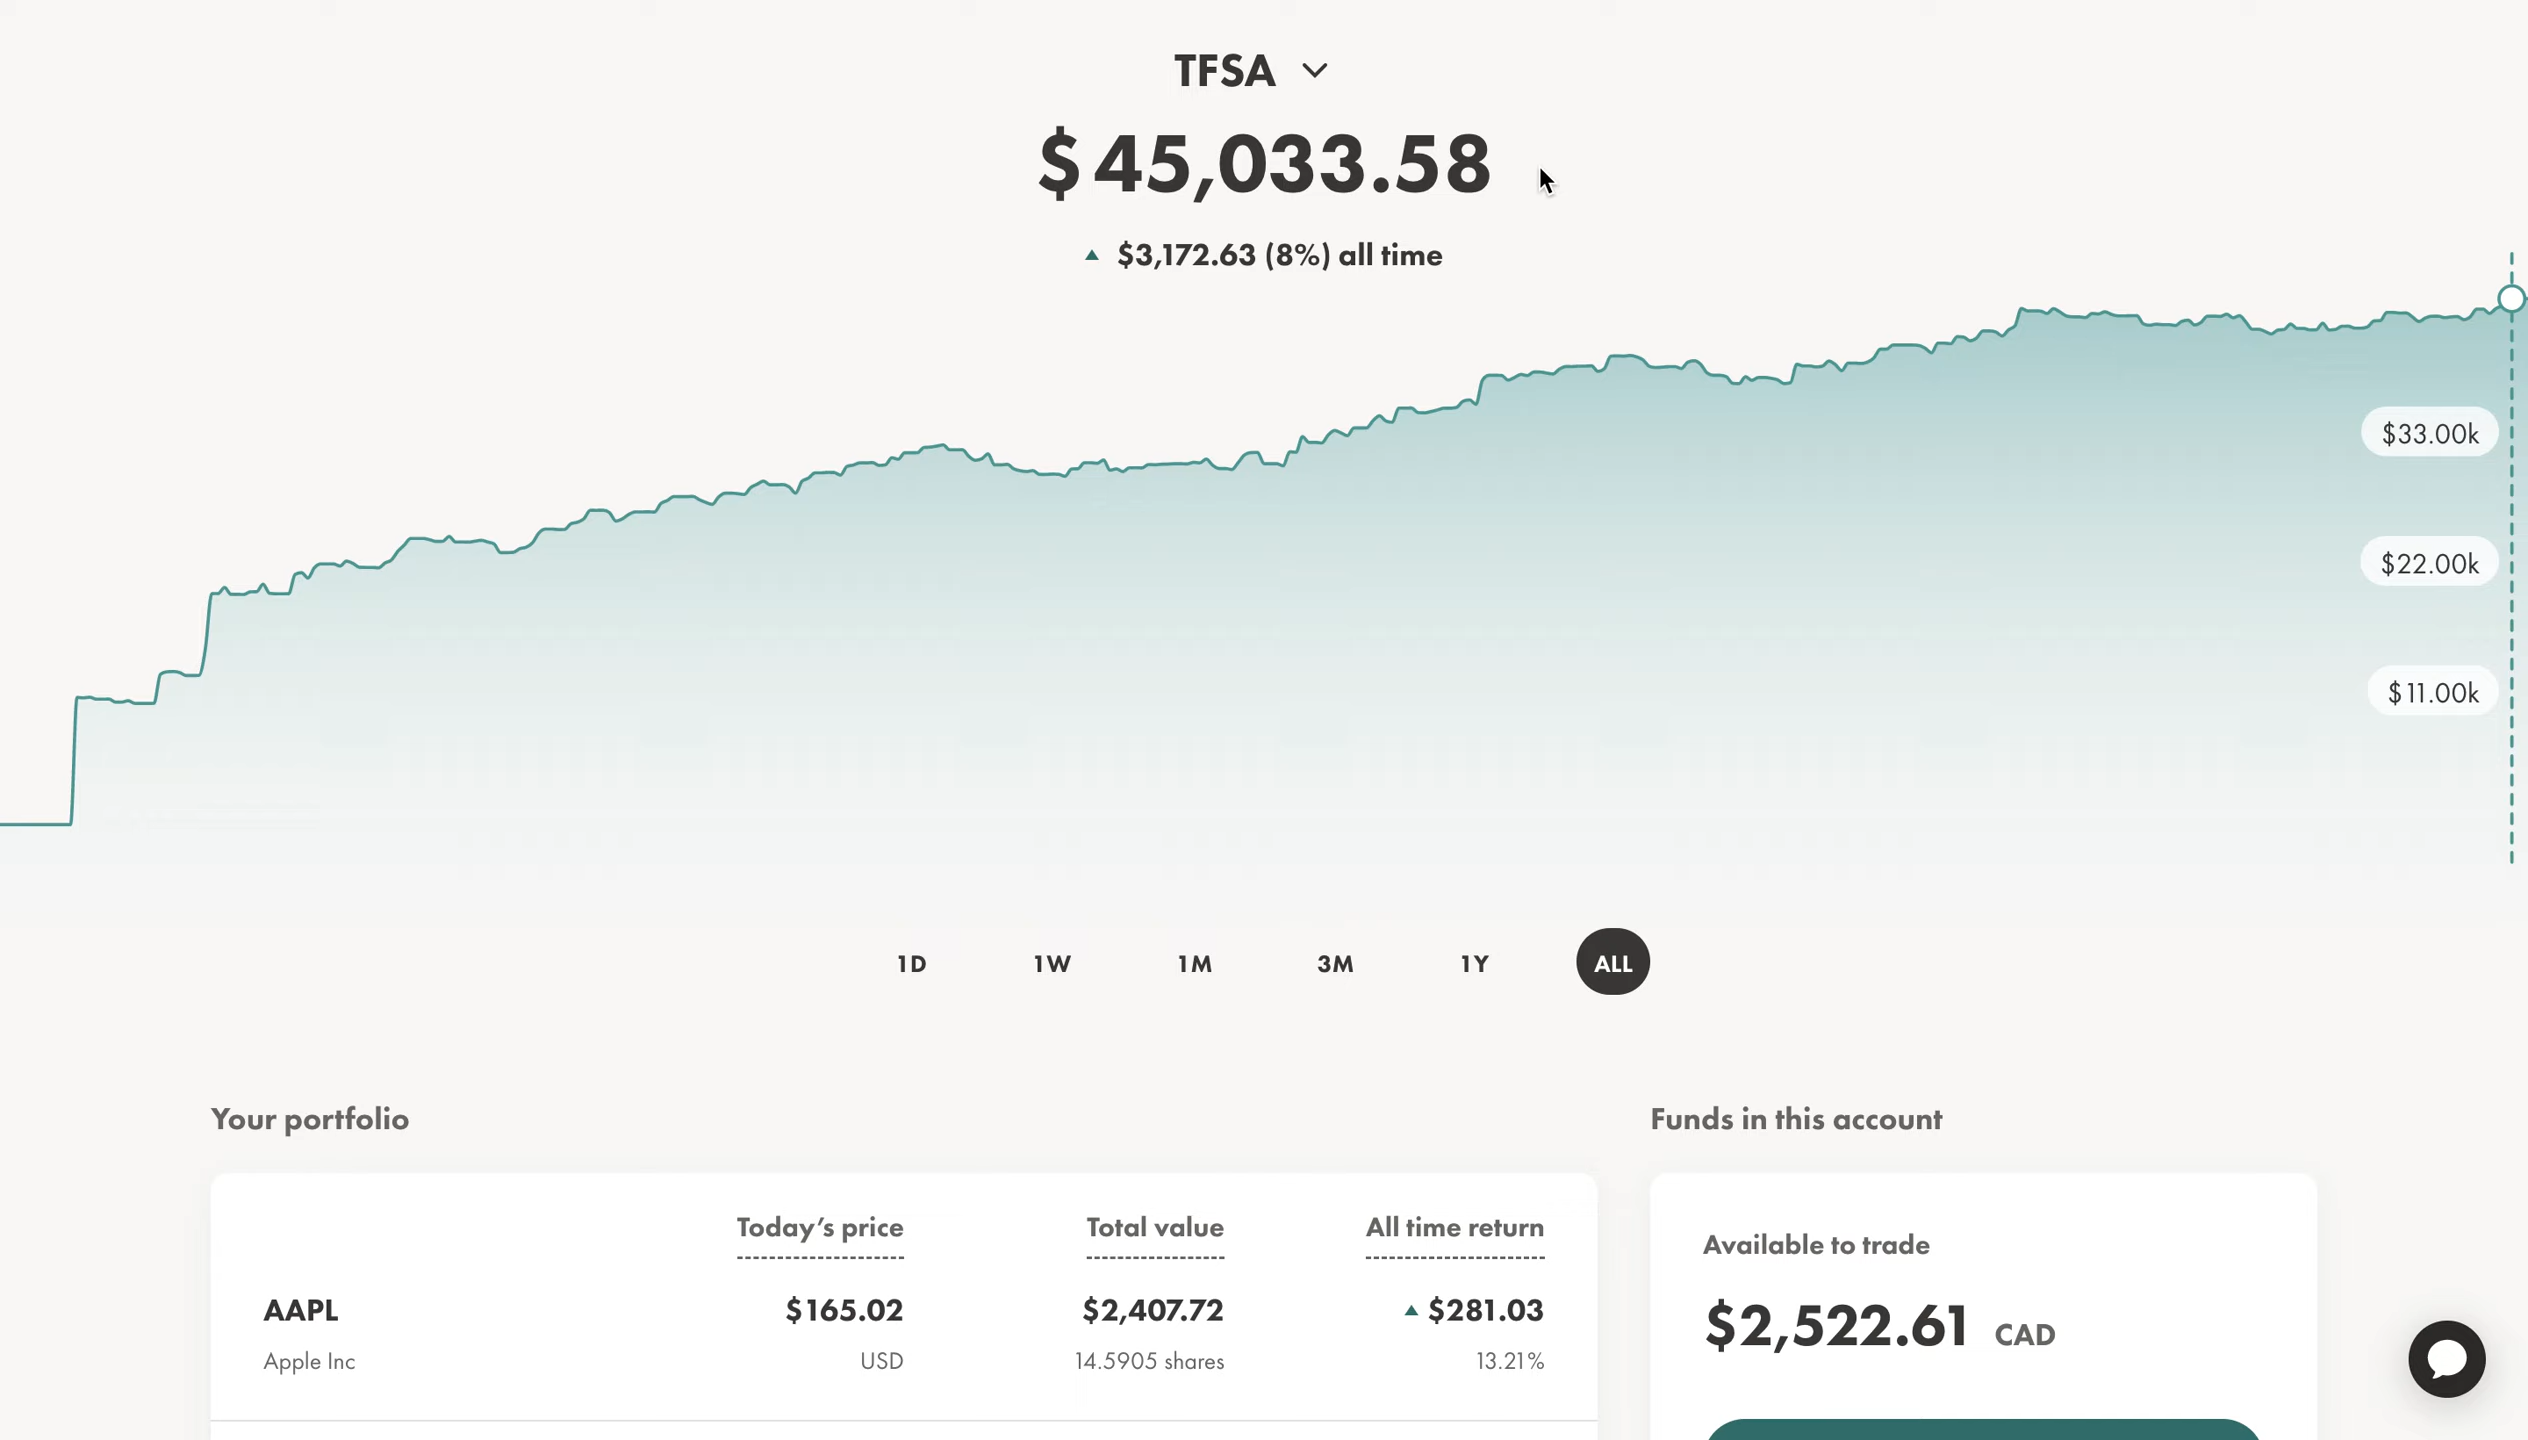 TFSA
$45,033.58
$3,172.63 (8%) all time
$33.00k
$22.00k
$11.00k
1D 1W 1M 3M 1Y ALL
Your portfolio
Today’s price Total value All time return
AAPL $165.02 $2,407.72 $281.03
Apple Inc USD 14.5905 shares 13.21%
Funds in this account
Available to trade
$2,522.61 CAD